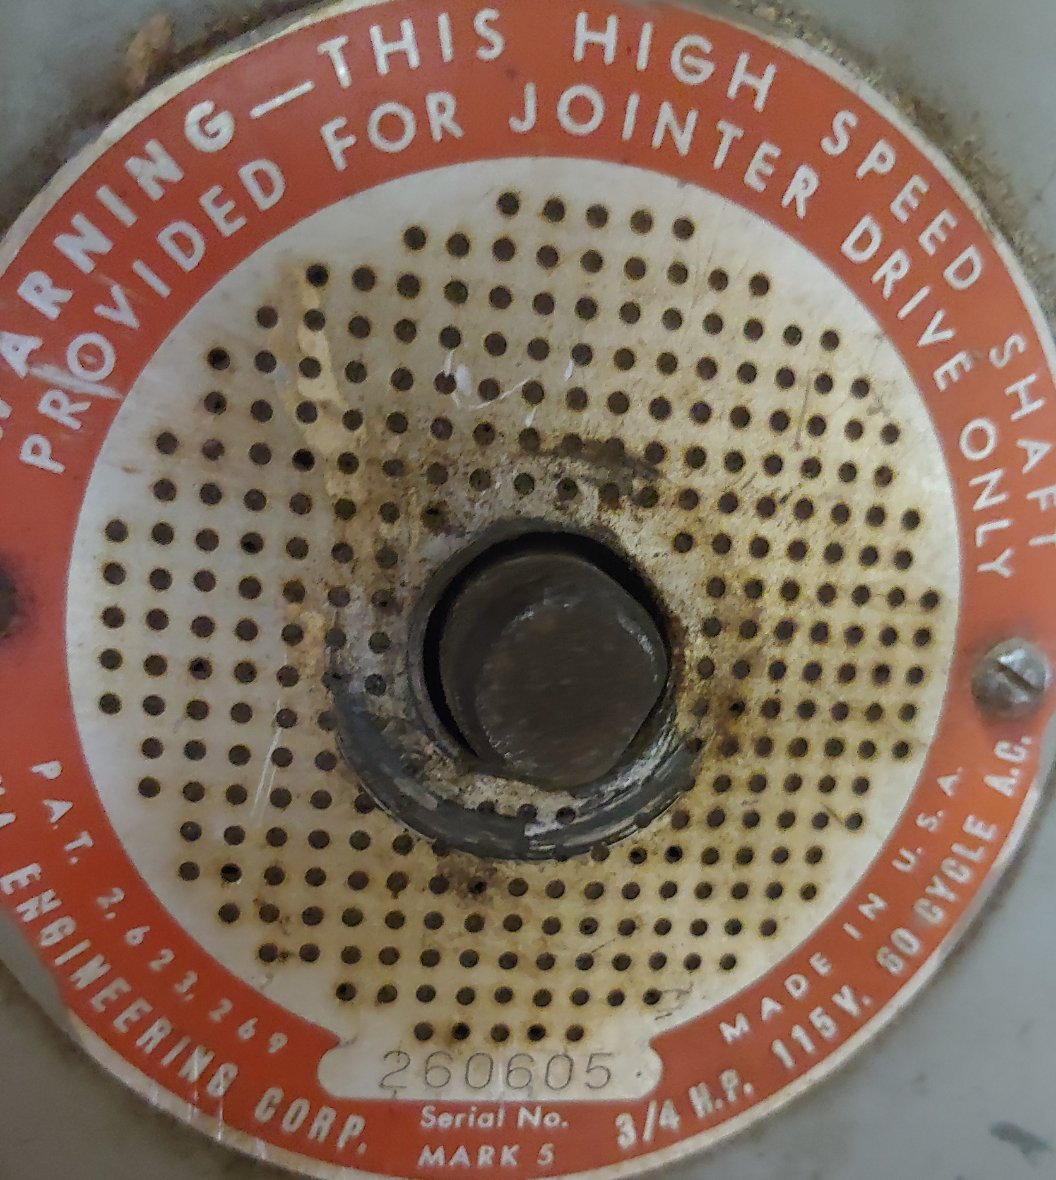 WARNING—THIS HIGH SPEED SHAFT
PROVIDED FOR JOINTER DRIVE ONLY
PAT. 2,623,269
ENGINEERING CORP.
260605
Serial No.
MARK 5
MADE IN U.S.A.
3/4 H.P. 115V. 60 CYCLE A.C.